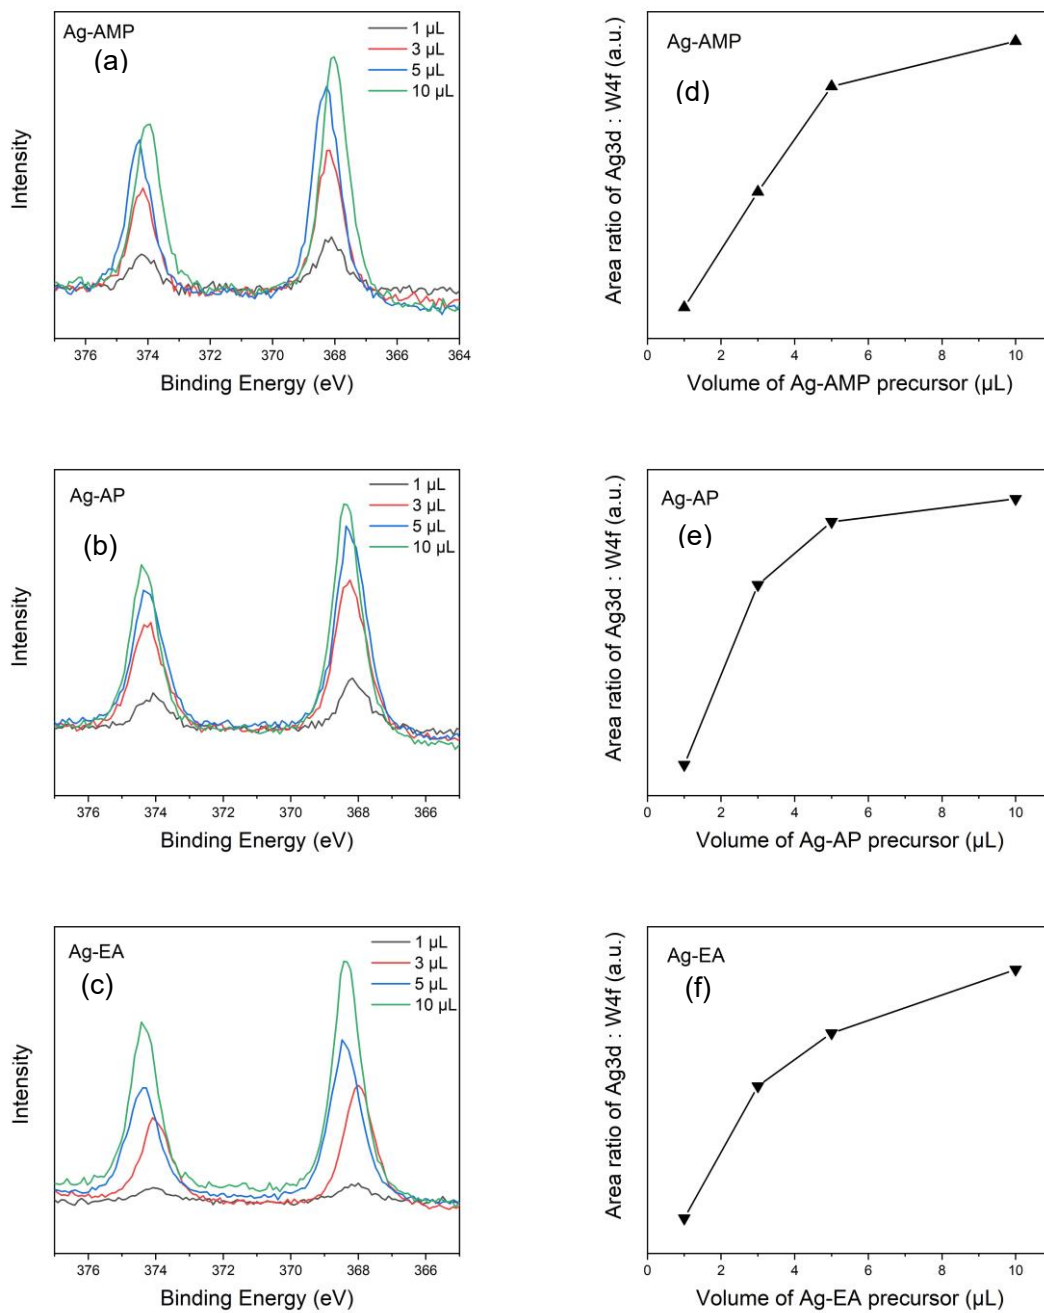 Ag-AMP
(a)
1 µL
3 µL
5 µL
10 µL
Intensity
376 374 372 370 368 366 364
Binding Energy (eV)
Ag-AMP
(d)
Area ratio of Ag3d : W4f (a.u.)
0 2 4 6 8 10
Volume of Ag-AMP precursor (µL)
Ag-AP
(b)
1 µL
3 µL
5 µL
10 µL
Intensity
376 374 372 370 368 366
Binding Energy (eV)
Ag-AP
(e)
Area ratio of Ag3d : W4f (a.u.)
0 2 4 6 8 10
Volume of Ag-AP precursor (µL)
Ag-EA
(c)
1 µL
3 µL
5 µL
10 µL
Intensity
376 374 372 370 368 366
Binding Energy (eV)
Ag-EA
(f)
Area ratio of Ag3d : W4f (a.u.)
0 2 4 6 8 10
Volume of Ag-EA precursor (µL)